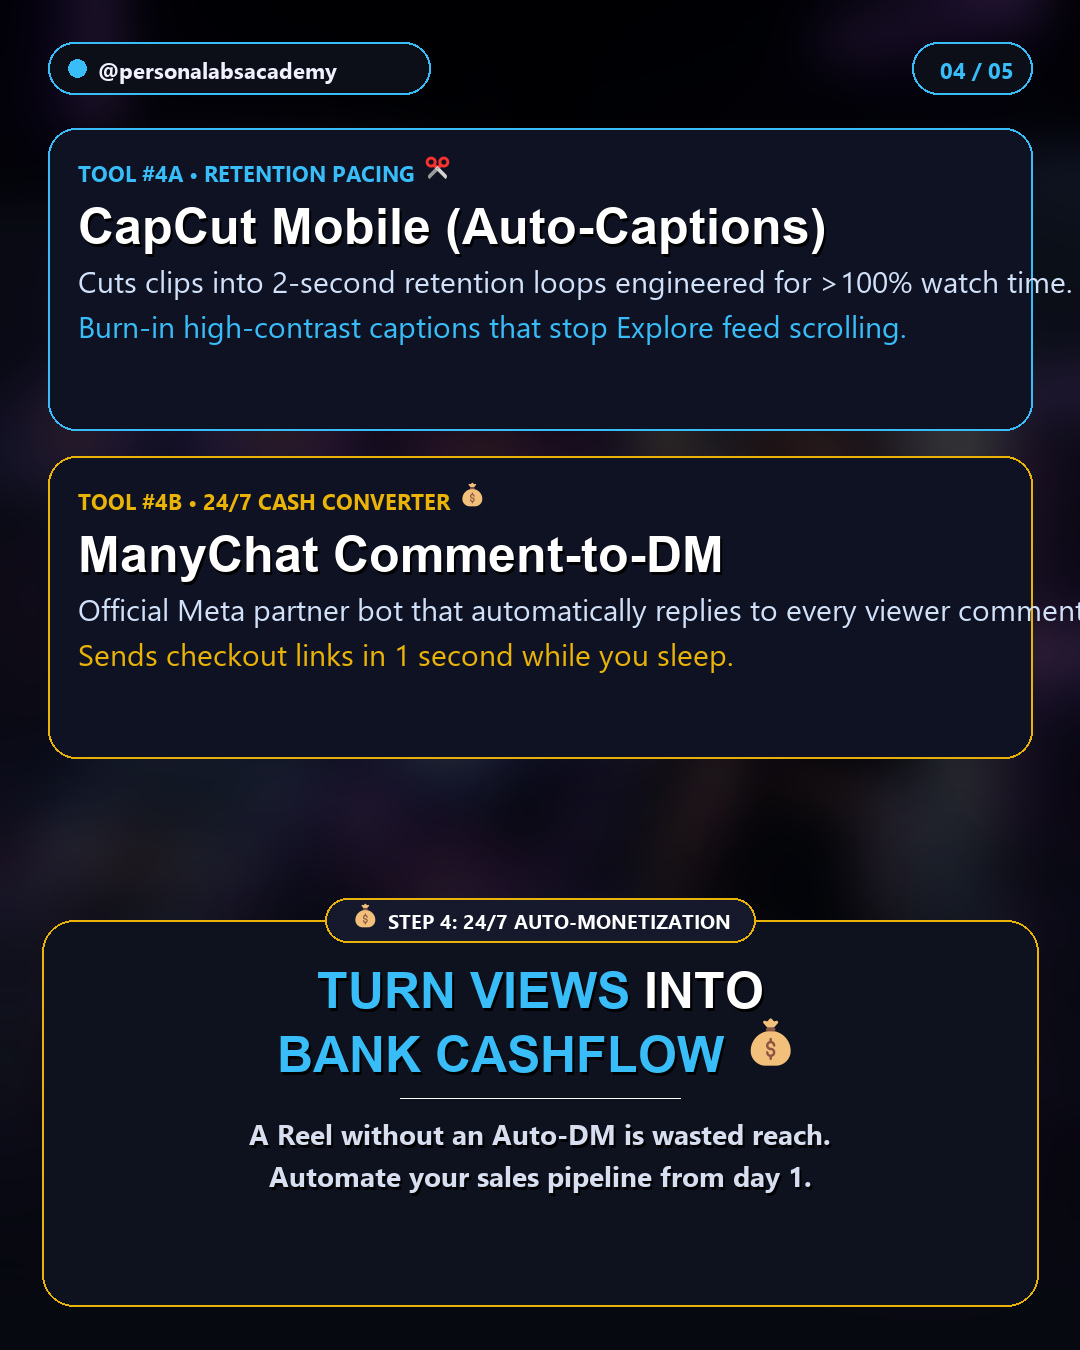 @personalabsacademy
04 / 05
TOOL #4A • RETENTION PACING
CapCut Mobile (Auto-Captions)
Cuts clips into 2-second retention loops engineered for >100% watch time.
Burn-in high-contrast captions that stop Explore feed scrolling.
TOOL #4B • 24/7 CASH CONVERTER
ManyChat Comment-to-DM
Official Meta partner bot that automatically replies to every viewer comment
Sends checkout links in 1 second while you sleep.
STEP 4: 24/7 AUTO-MONETIZATION
TURN VIEWS INTO
BANK CASHFLOW
A Reel without an Auto-DM is wasted reach.
Automate your sales pipeline from day 1.